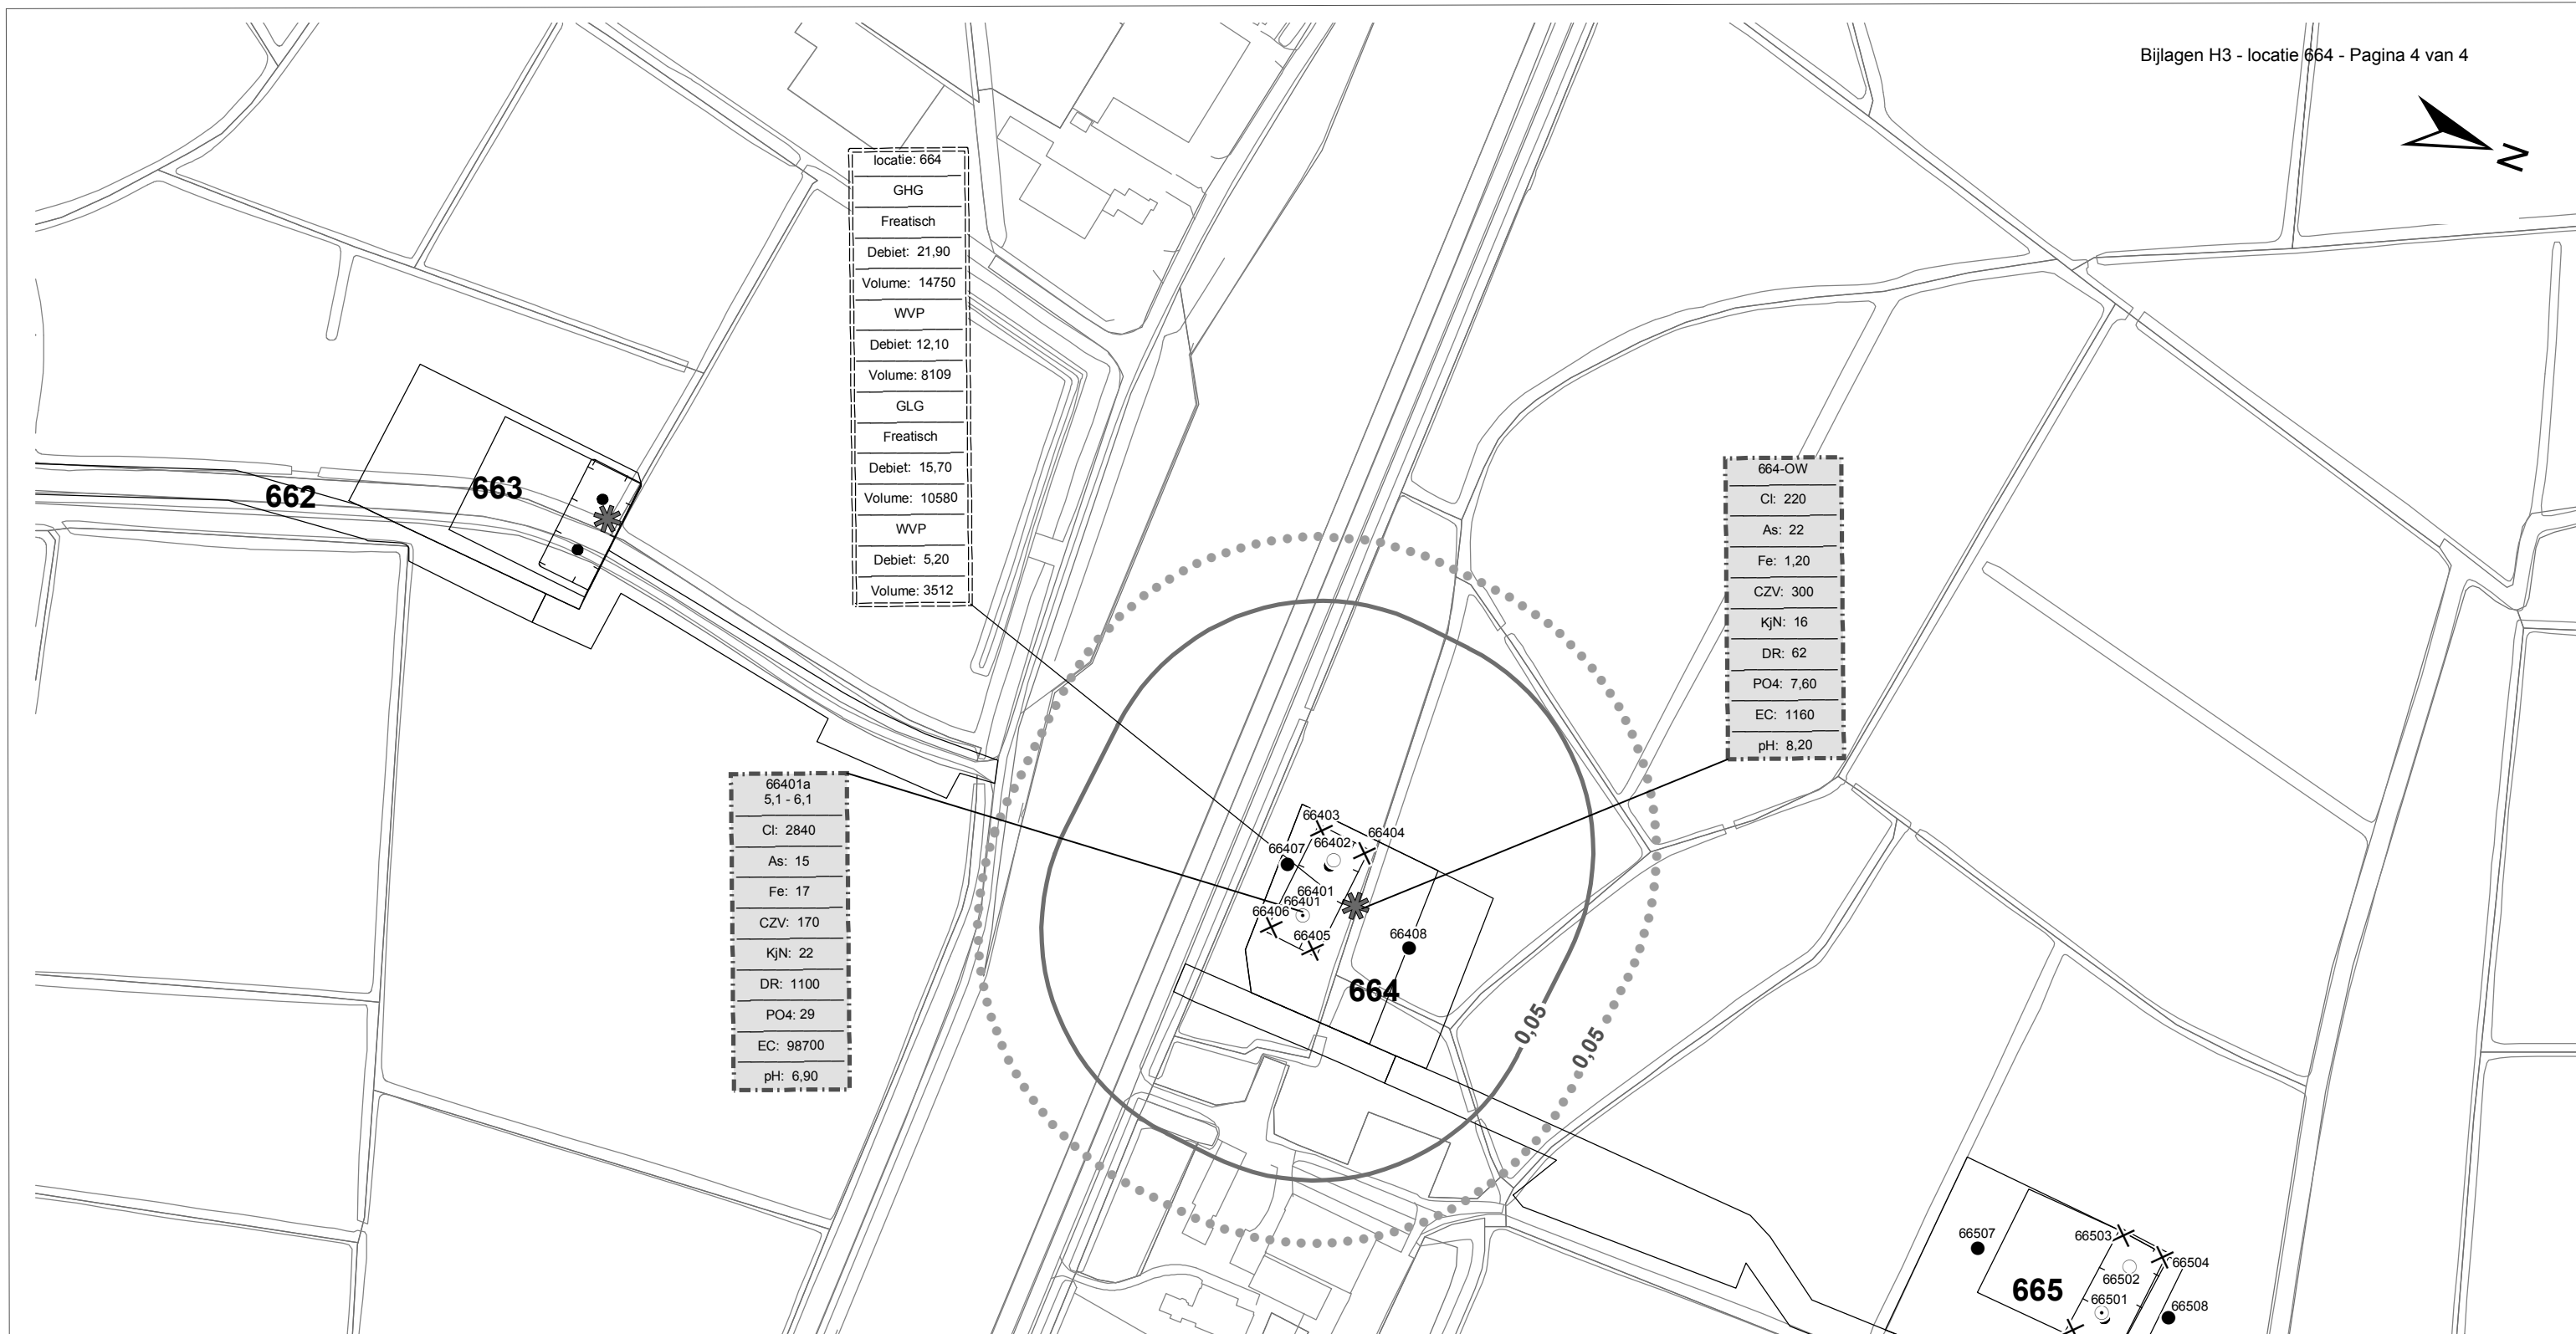 Bijlagen H3 - locatie 664 - Pagina 4 van 4
N
locatie: 664
GHG
Freatisch
Debiet: 21,90
Volume: 14750
WVP
Debiet: 12,10
Volume: 8109
GLG
Freatisch
Debiet: 15,70
Volume: 10580
WVP
Debiet: 5,20
Volume: 3512
662
663
664-OW
Cl: 220
As: 22
Fe: 1,20
CZV: 300
KjN: 16
DR: 62
PO4: 7,60
EC: 1160
pH: 8,20
66401a
5,1 - 6,1
Cl: 2840
As: 15
Fe: 17
CZV: 170
KjN: 22
DR: 1100
PO4: 29
EC: 98700
pH: 6,90
66403
66404
66402
66407
66401
66401
66406
66405
66408
664
0,05
0,05
66507
66503
66504
66502
665
66501
66508